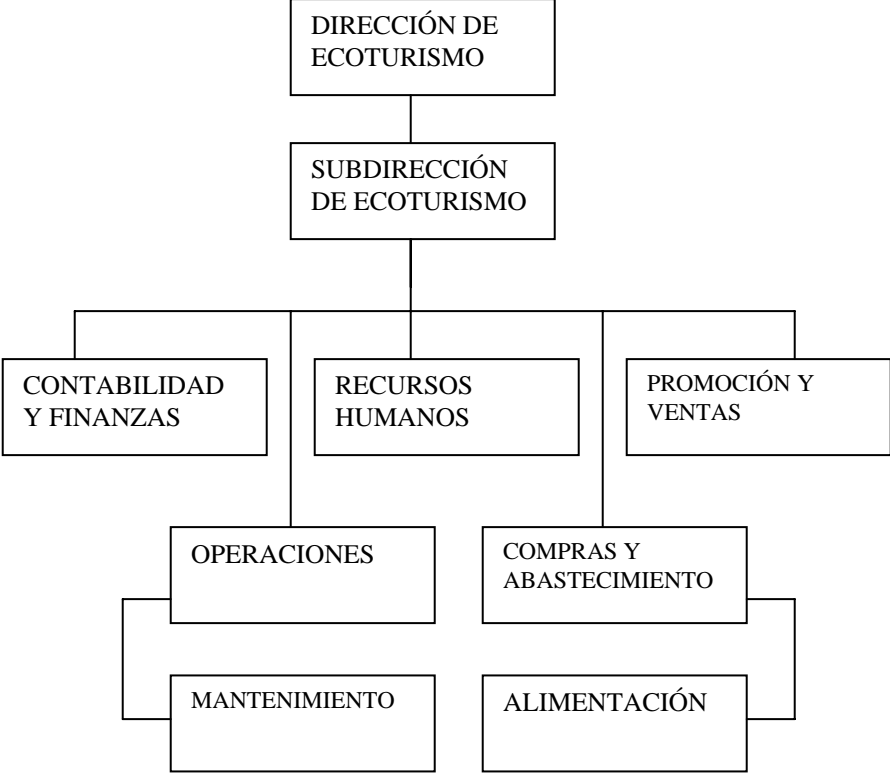 DIRECCIÓN DE
ECOTURISMO
SUBDIRECCIÓN
DE ECOTURISMO
CONTABILIDAD
Y FINANZAS
RECURSOS
HUMANOS
PROMOCIÓN Y
VENTAS
OPERACIONES
COMPRAS Y
ABASTECIMIENTO
MANTENIMIENTO
ALIMENTACIÓN